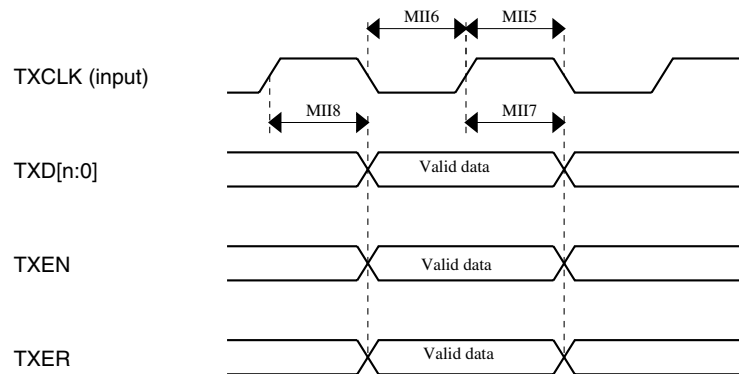 MII6 MII5
TXCLK (input)
MII8 MII7
TXD[n:0] Valid data
TXEN Valid data
TXER Valid data